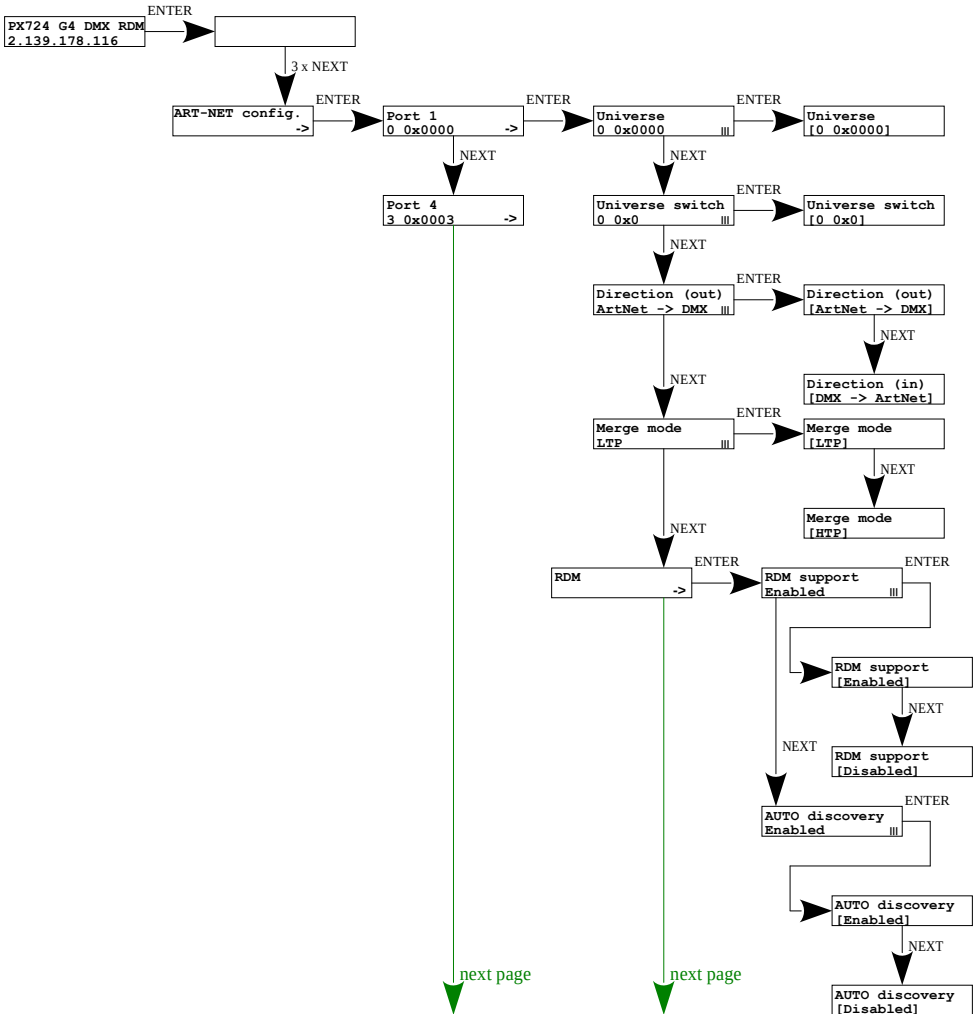 ENTER
PX724 G4 DMX RDM
2.139.178.116
3 x NEXT
ART-NET config.
->
ENTER
Port 1
0 0x0000 ->
ENTER
Universe
0 0x0000
ENTER
Universe
[0 0x0000]
NEXT
NEXT
Port 4
3 0x0003 ->
Universe switch
0 0x0
ENTER
Universe switch
[0 0x0]
NEXT
Direction (out)
ArtNet -> DMX
ENTER
Direction (out)
[ArtNet -> DMX]
NEXT
Direction (in)
[DMX -> ArtNet]
NEXT
Merge mode
LTP
ENTER
Merge mode
[LTP]
NEXT
Merge mode
[HTP]
NEXT
RDM
->
ENTER
RDM support
Enabled
ENTER
RDM support
[Enabled]
NEXT
RDM support
[Disabled]
NEXT
AUTO discovery
Enabled
ENTER
AUTO discovery
[Enabled]
NEXT
AUTO discovery
[Disabled]
next page
next page